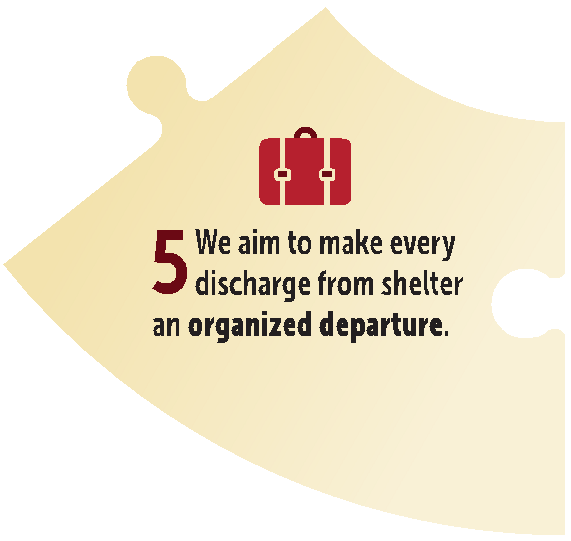 5 We aim to make every
discharge from shelter
an organized departure.